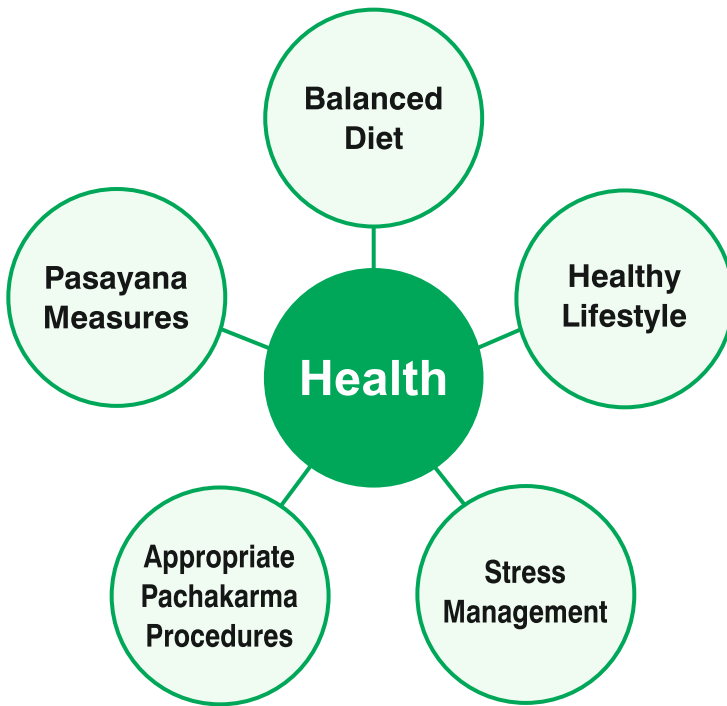 Balanced
Diet
Pasayana
Measures
Healthy
Lifestyle
Health
Appropriate
Pachakarma
Procedures
Stress
Management